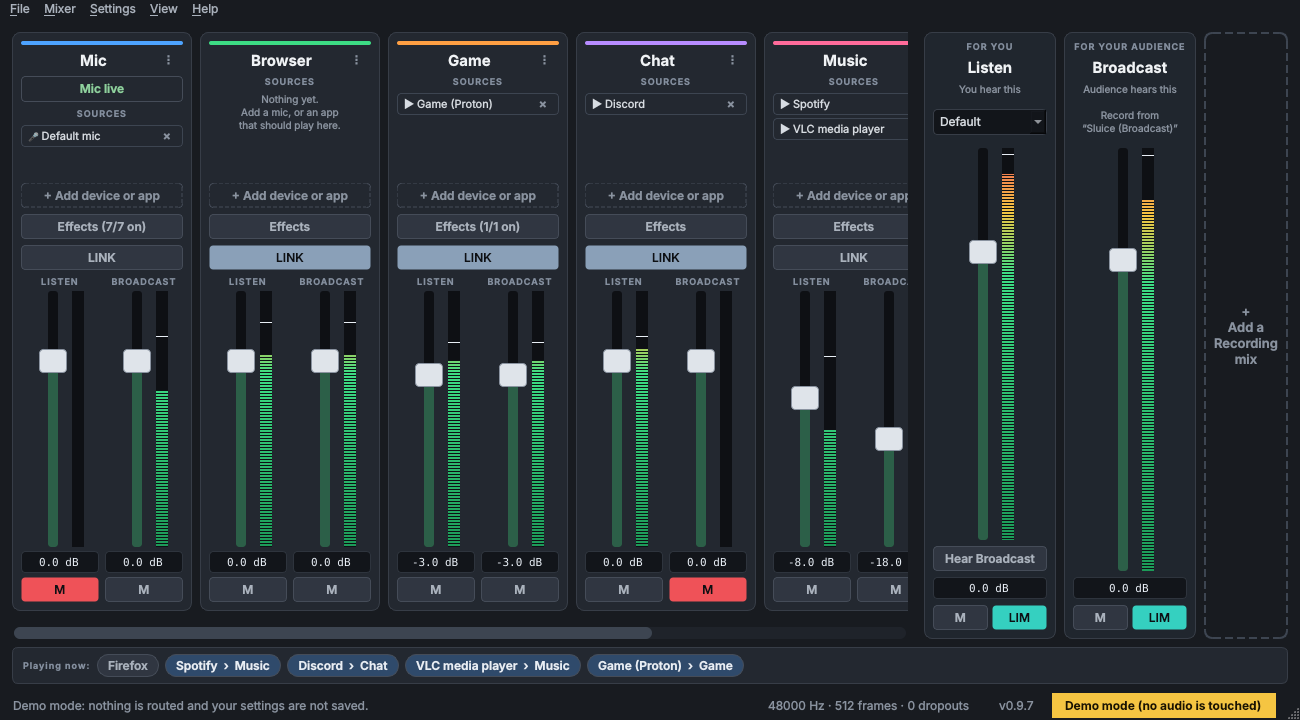 File Mixer Settings View Help
Mic
Mic live
SOURCES
Default mic ×
+ Add device or app
Effects (7/7 on)
LINK
LISTEN BROADCAST
0.0 dB 0.0 dB
M M
Browser
SOURCES
Nothing yet.
Add a mic, or an app
that should play here.
+ Add device or app
Effects
LINK
LISTEN BROADCAST
0.0 dB 0.0 dB
M M
Game
SOURCES
Game (Proton) ×
+ Add device or app
Effects (1/1 on)
LINK
LISTEN BROADCAST
-3.0 dB -3.0 dB
M M
Chat
SOURCES
Discord ×
+ Add device or app
Effects
LINK
LISTEN BROADCAST
0.0 dB 0.0 dB
M M
Music
SOURCES
Spotify
VLC media player
+ Add device or app
Effects
LINK
LISTEN BROADC
-8.0 dB -18.0
M M
FOR YOU
Listen
You hear this
Default
Hear Broadcast
0.0 dB
M LIM
FOR YOUR AUDIENCE
Broadcast
Audience hears this
Record from
“Sluice (Broadcast)”
0.0 dB
M LIM
+
Add a
Recording
mix
Playing now: Firefox Spotify › Music Discord › Chat VLC media player › Music Game (Proton) › Game
Demo mode: nothing is routed and your settings are not saved. 48000 Hz · 512 frames · 0 dropouts v0.9.7 Demo mode (no audio is touched)